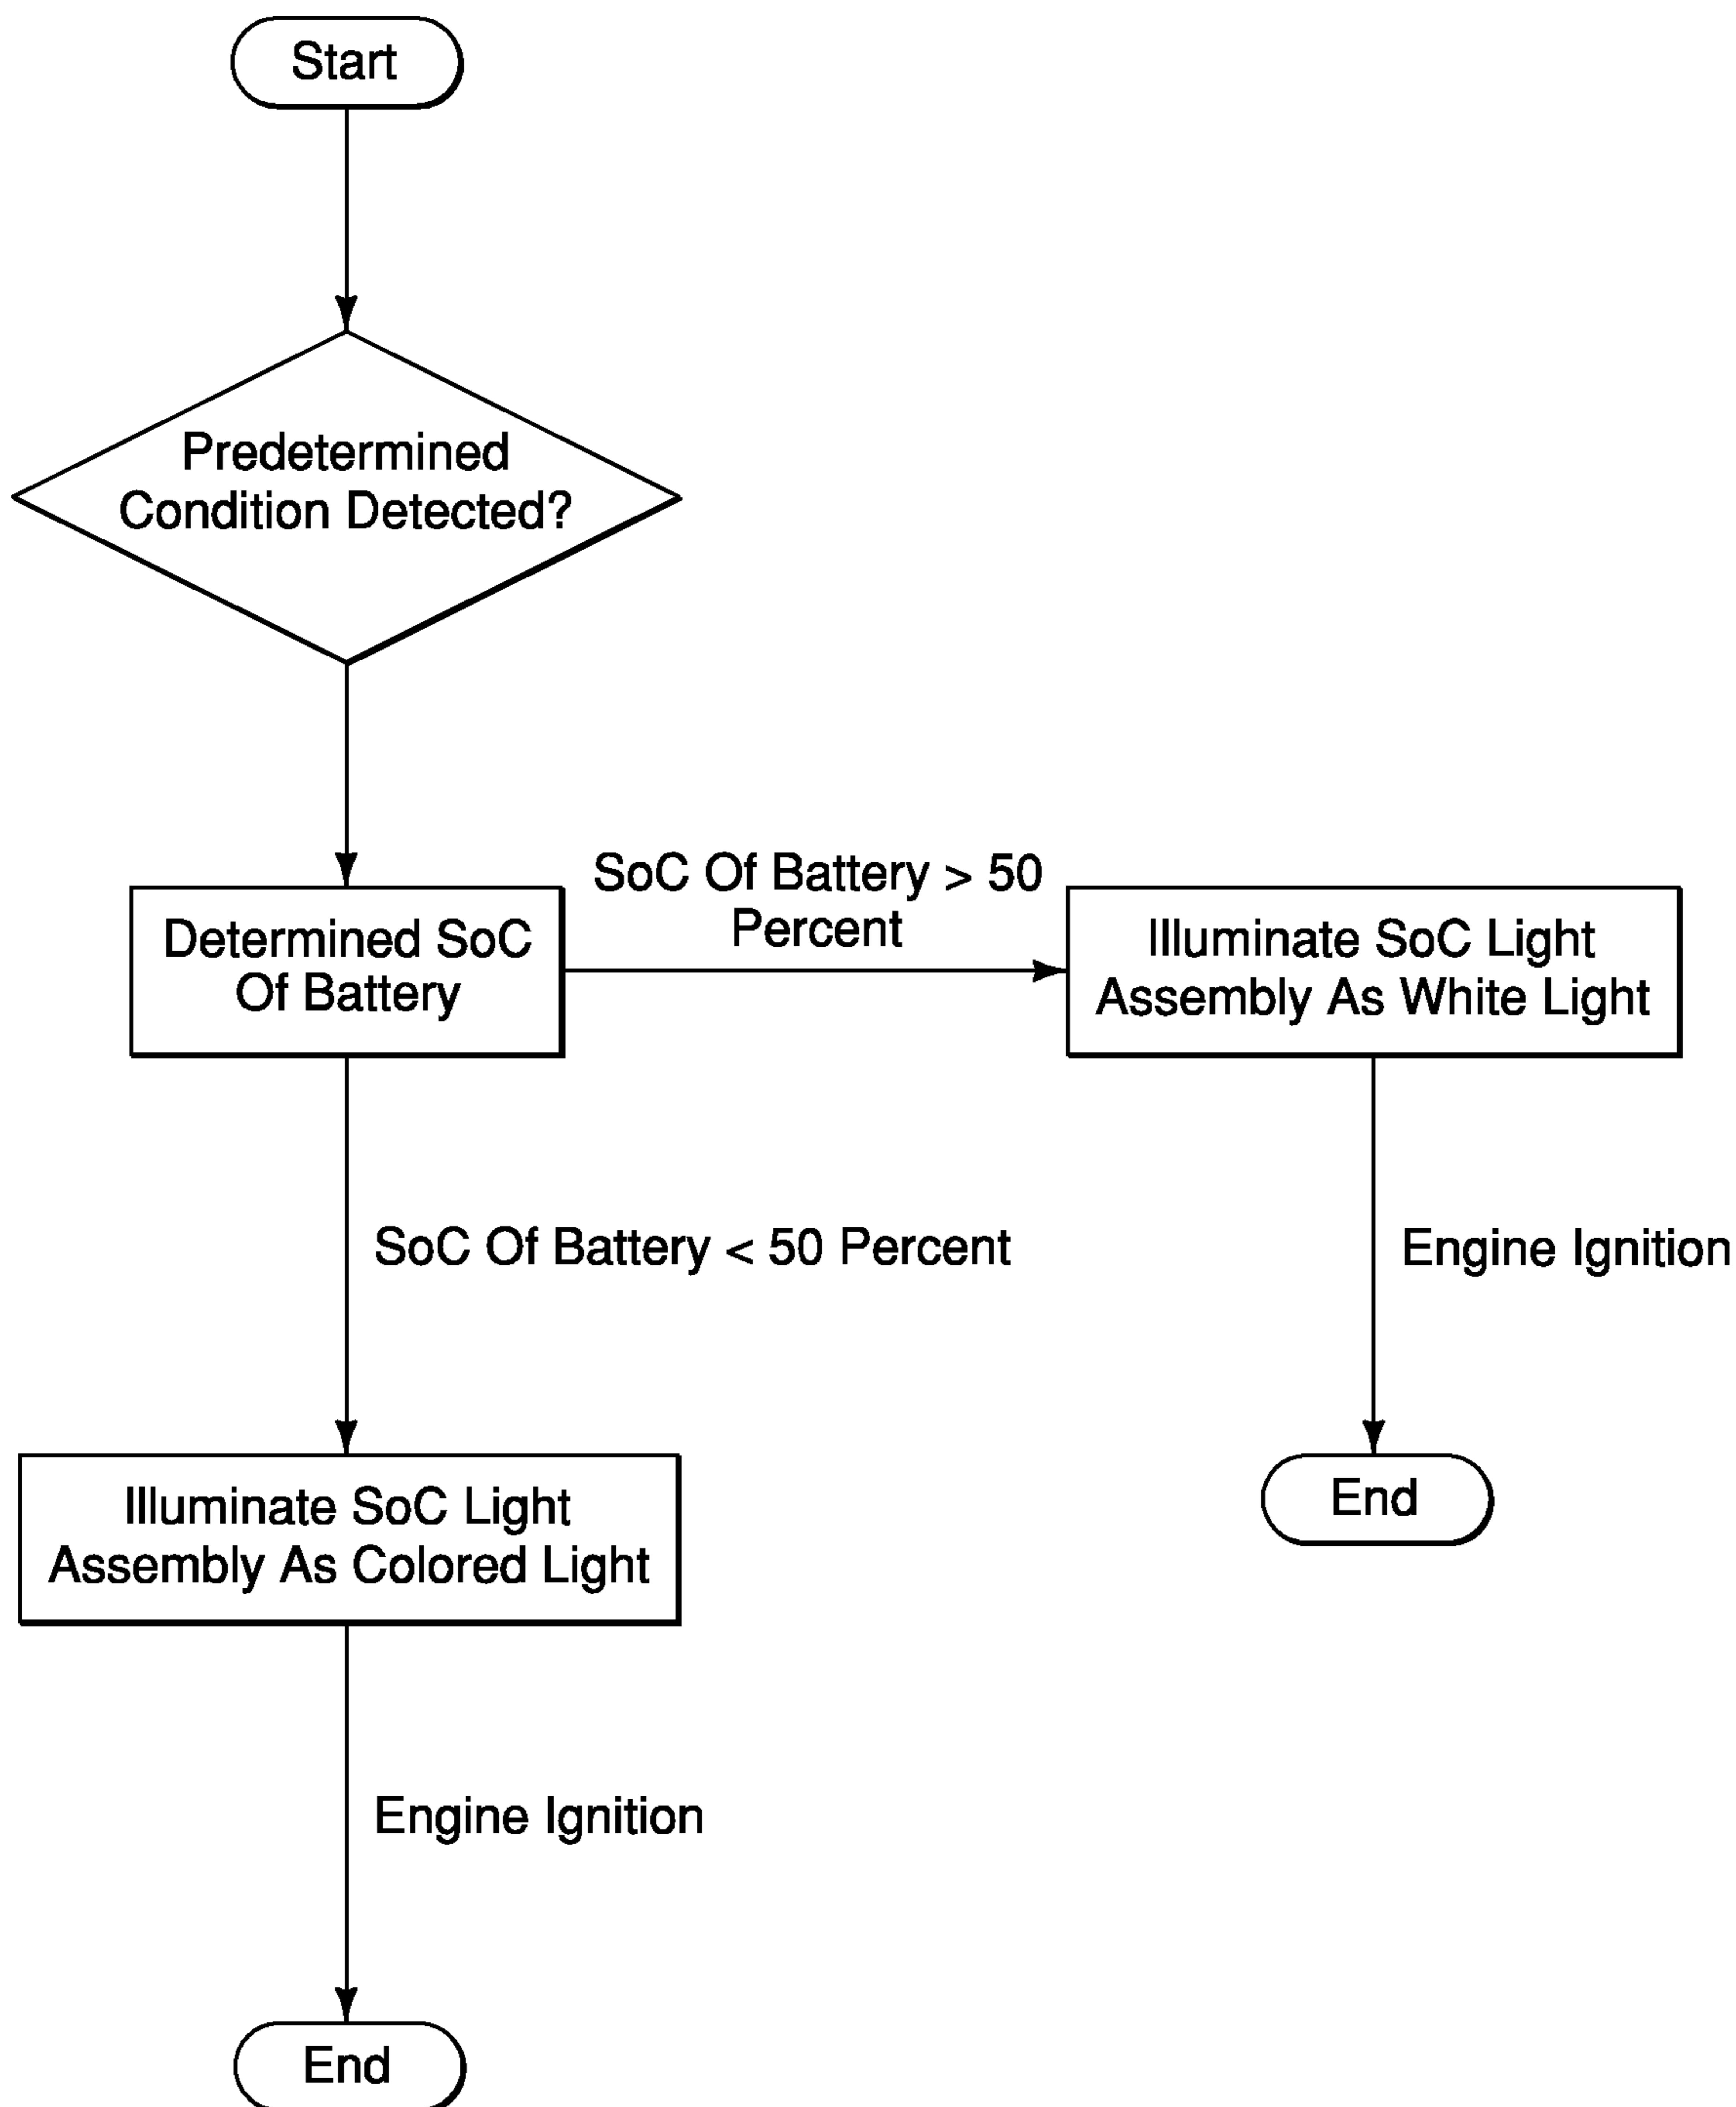 Start
Predetermined
Condition Detected?
Determined SoC
Of Battery
SoC Of Battery > 50
Percent
Illuminate SoC Light
Assembly As White Light
SoC Of Battery < 50 Percent
Engine Ignition
Illuminate SoC Light
Assembly As Colored Light
End
Engine Ignition
End